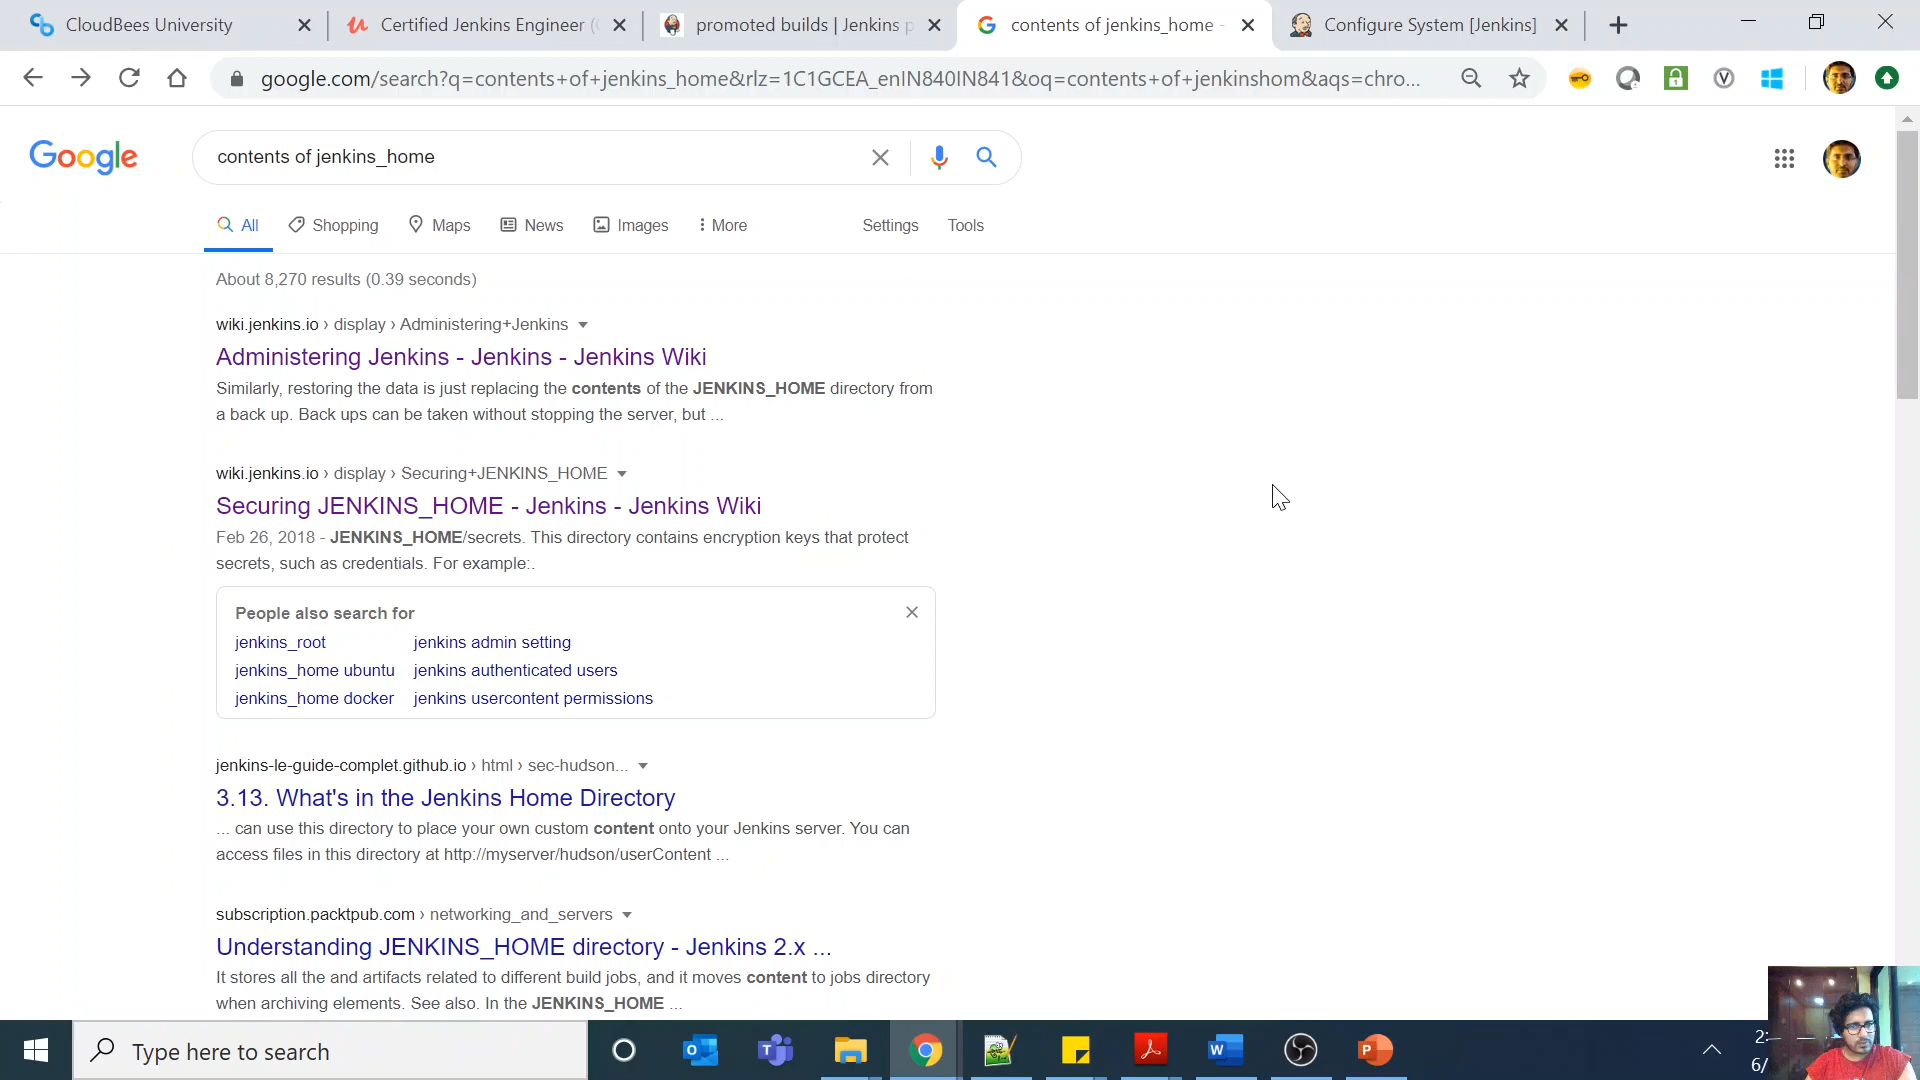 CloudBees University
Certified Jenkins Engineer (
promoted builds | Jenkins p
contents of jenkins_home -
Configure System [Jenkins]
google.com/search?q=contents+of+jenkins_home&rlz=1C1GCEA_enIN840IN841&oq=contents+of+jenkinshom&aqs=chro...
Google
contents of jenkins_home
All
Shopping
Maps
News
Images
More
Settings
Tools
About 8,270 results (0.39 seconds)
wiki.jenkins.io › display › Administering+Jenkins
Administering Jenkins - Jenkins - Jenkins Wiki
Similarly, restoring the data is just replacing the contents of the JENKINS_HOME directory from
a back up. Back ups can be taken without stopping the server, but ...
wiki.jenkins.io › display › Securing+JENKINS_HOME
Securing JENKINS_HOME - Jenkins - Jenkins Wiki
Feb 26, 2018 - JENKINS_HOME/secrets. This directory contains encryption keys that protect
secrets, such as credentials. For example:.
People also search for
jenkins_root
jenkins admin setting
jenkins_home ubuntu
jenkins authenticated users
jenkins_home docker
jenkins usercontent permissions
jenkins-le-guide-complet.github.io › html › sec-hudson...
3.13. What's in the Jenkins Home Directory
... can use this directory to place your own custom content onto your Jenkins server. You can
access files in this directory at http://myserver/hudson/userContent ...
subscription.packtpub.com › networking_and_servers
Understanding JENKINS_HOME directory - Jenkins 2.x ...
It stores all the and artifacts related to different build jobs, and it moves content to jobs directory
when archiving elements. See also. In the JENKINS_HOME ...
Type here to search
2:
6/